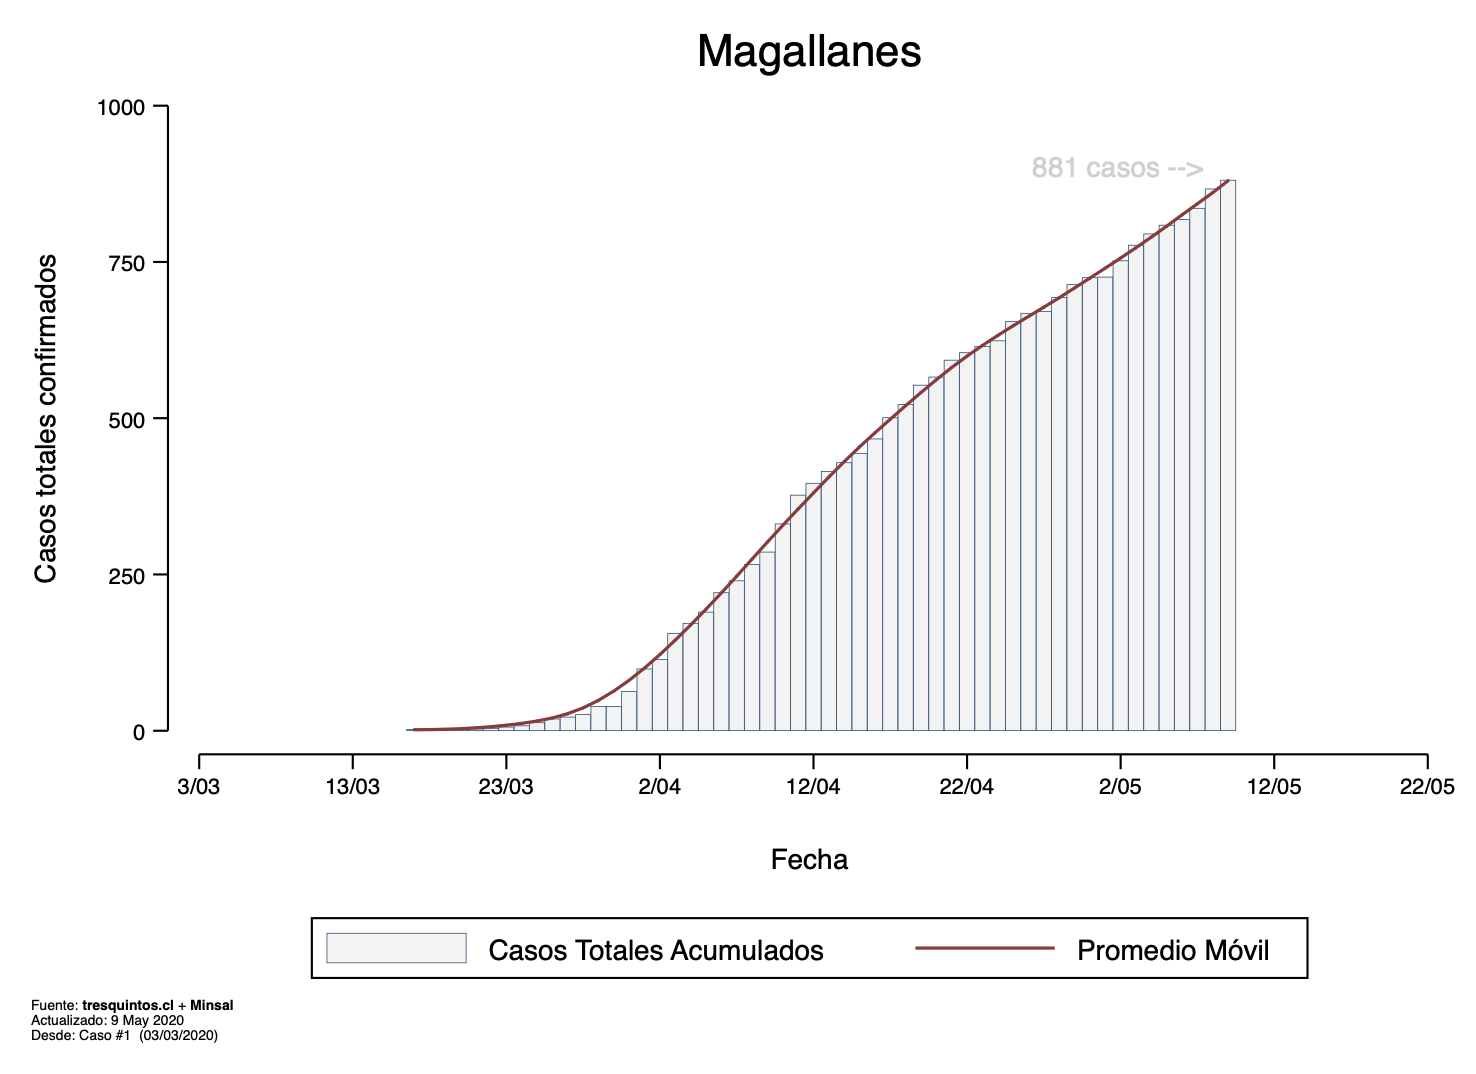 Magallanes
1000
750
500
250
0
Casos totales confirmados
881 casos -->
3/03 13/03 23/03 2/04 12/04 22/04 2/05 12/05 22/05
Fecha
Casos Totales Acumulados Promedio Móvil
Fuente: tresquintos.cl + Minsal
Actualizado: 9 May 2020
Desde: Caso #1 (03/03/2020)